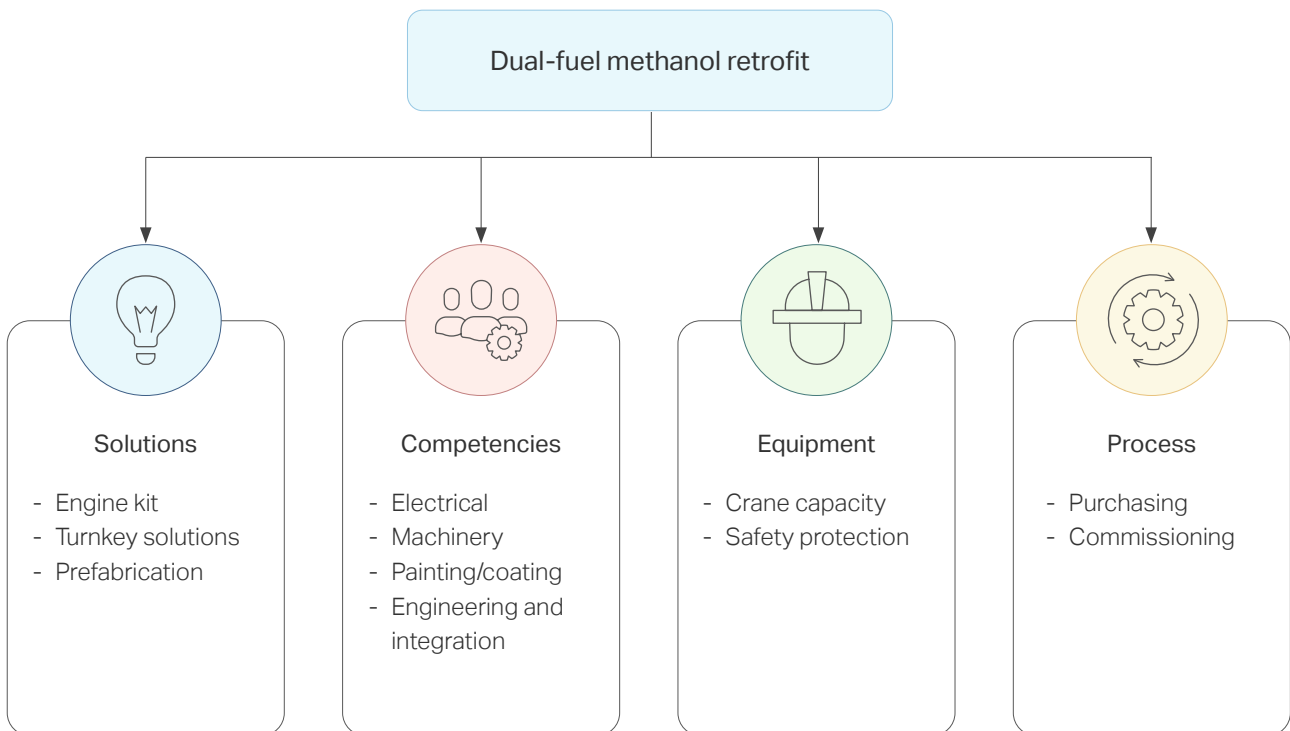 Dual-fuel methanol retrofit
Solutions
- Engine kit
- Turnkey solutions
- Prefabrication
Competencies
- Electrical
- Machinery
- Painting/coating
- Engineering and
integration
Equipment
- Crane capacity
- Safety protection
Process
- Purchasing
- Commissioning